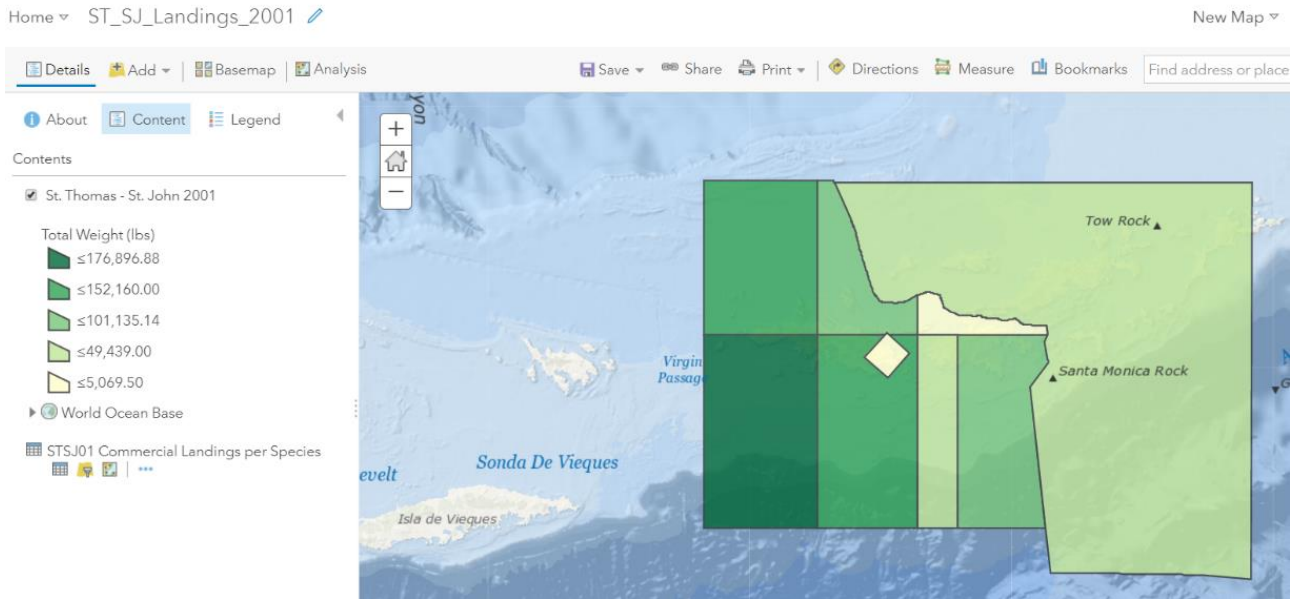 Home ST_SJ_Landings_2001 New Map
Details Add Basemap Analysis Save Share Print Directions Measure Bookmarks Find address or place
About Content Legend
Contents
St. Thomas - St. John 2001
Total Weight (lbs)
≤176,896.88
≤152,160.00
≤101,135.14
≤49,439.00
≤5,069.50
World Ocean Base
STSJ01 Commercial Landings per Species
Tow Rock
Virgin
Passage
Santa Monica Rock
Sonda De Vieques
Isla de Vieques